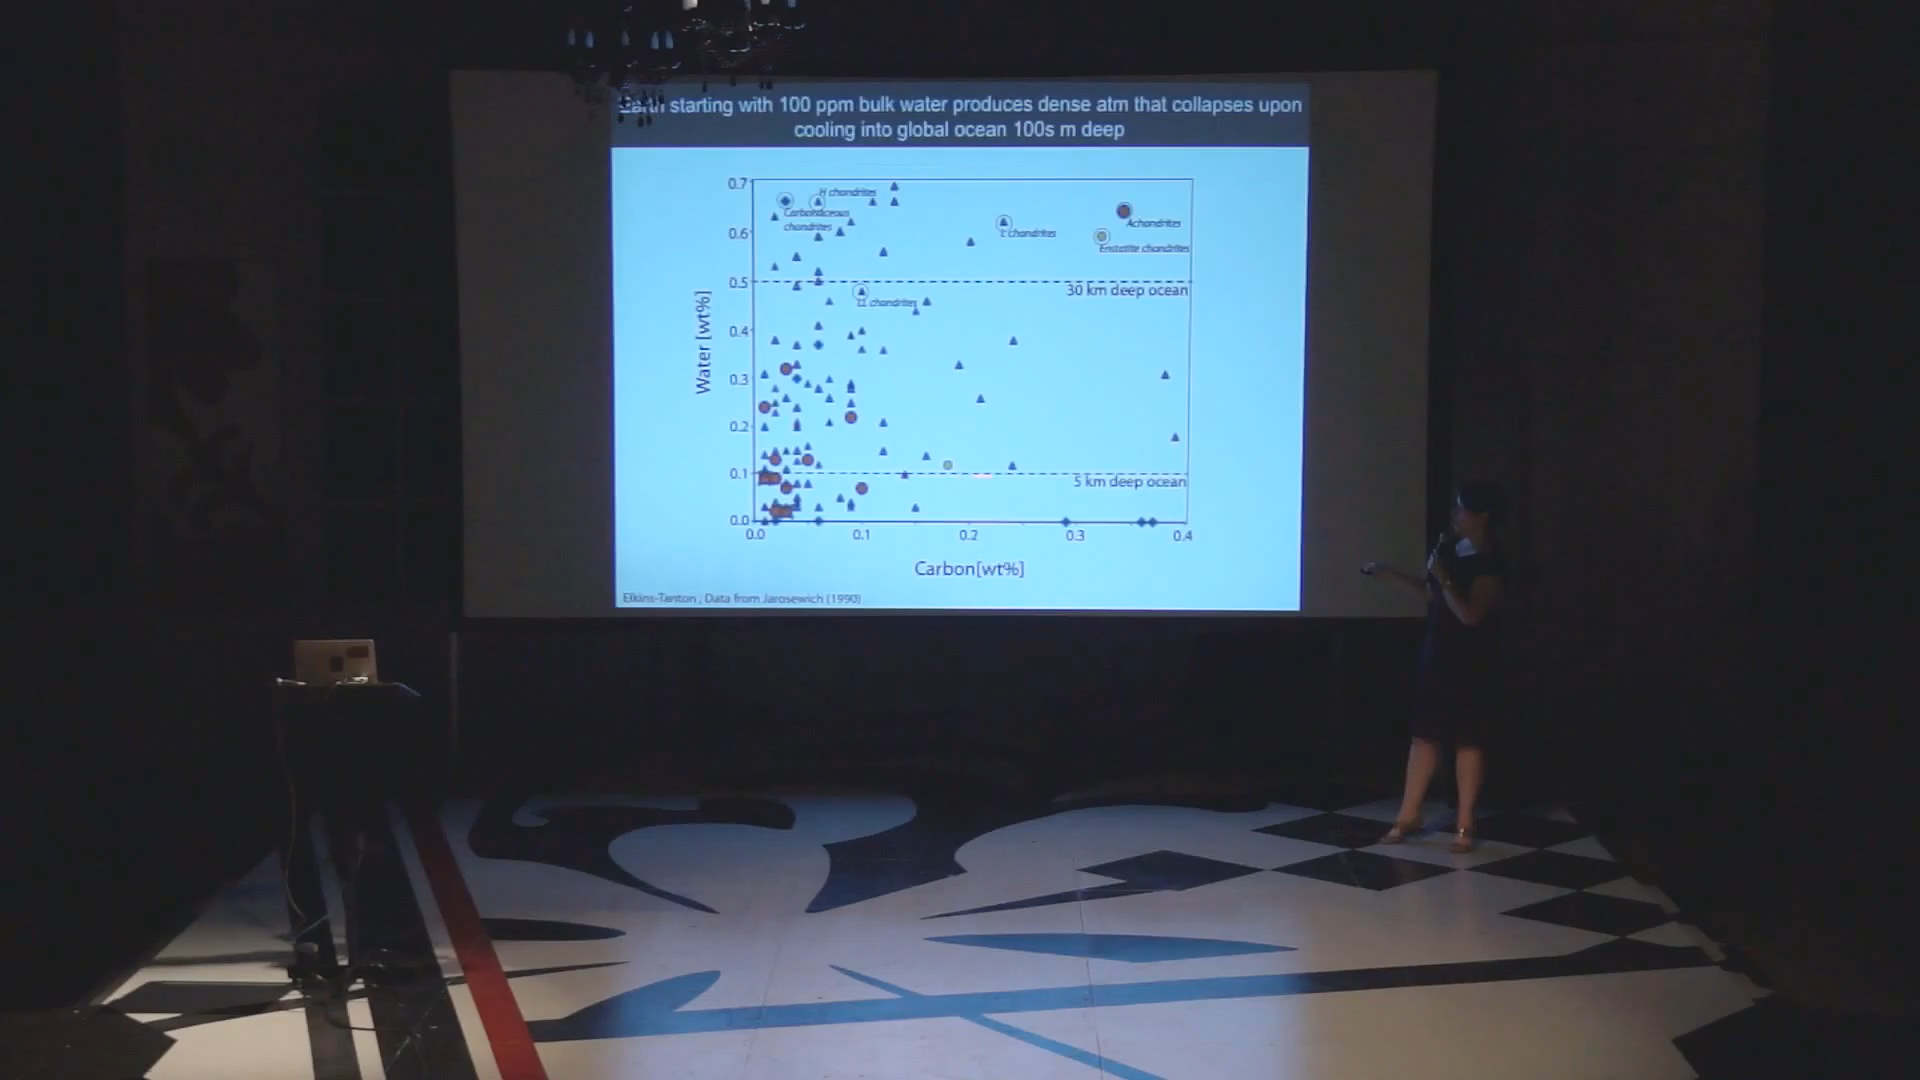 Earth starting with 100 ppm bulk water produces dense atm that collapses upon
cooling into global ocean 100s m deep
0.7
H chondrites
Carbonaceous
chondrites
Achondrites
0.6
L chondrites
Enstatite chondrites
0.5
30 km deep ocean
LL chondrites
0.4
Water [wt%]
0.3
0.2
0.1
5 km deep ocean
0.0
0.0 0.1 0.2 0.3 0.4
Carbon[wt%]
Elkins-Tanton ; Data from Jarosewich (1990)